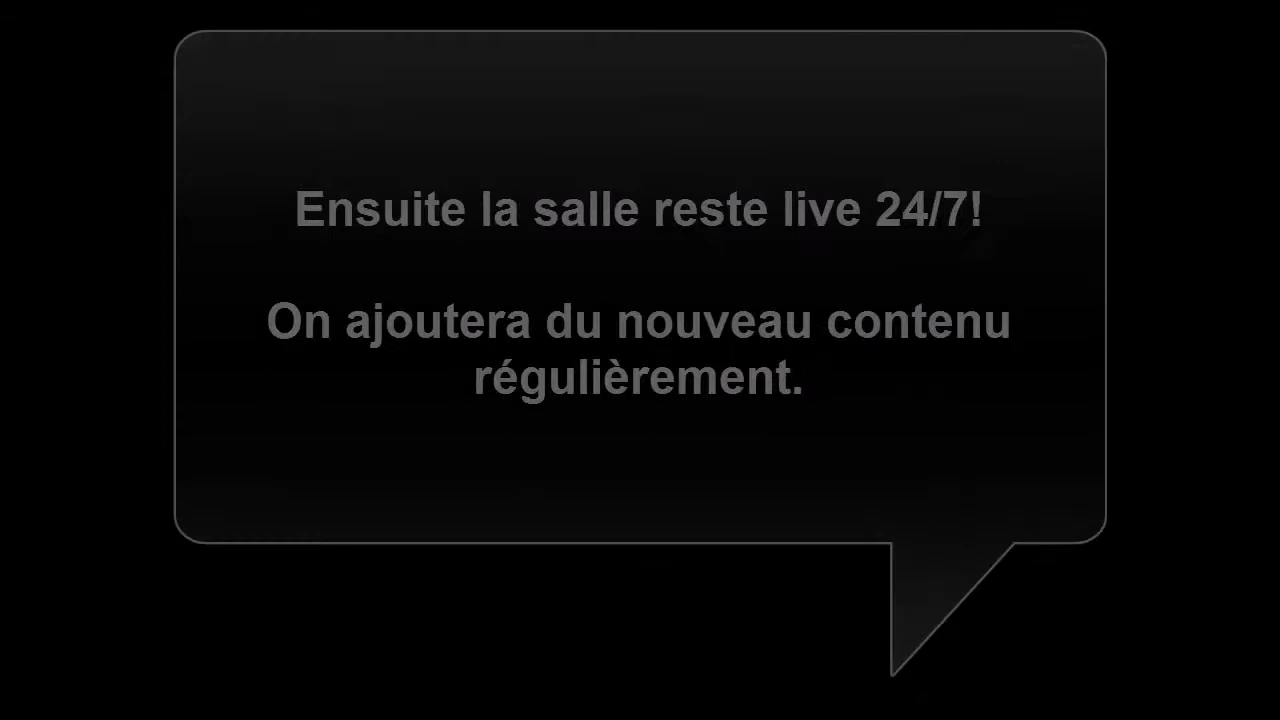 Ensuite la salle reste live 24/7!
On ajoutera du nouveau contenu
régulièrement.